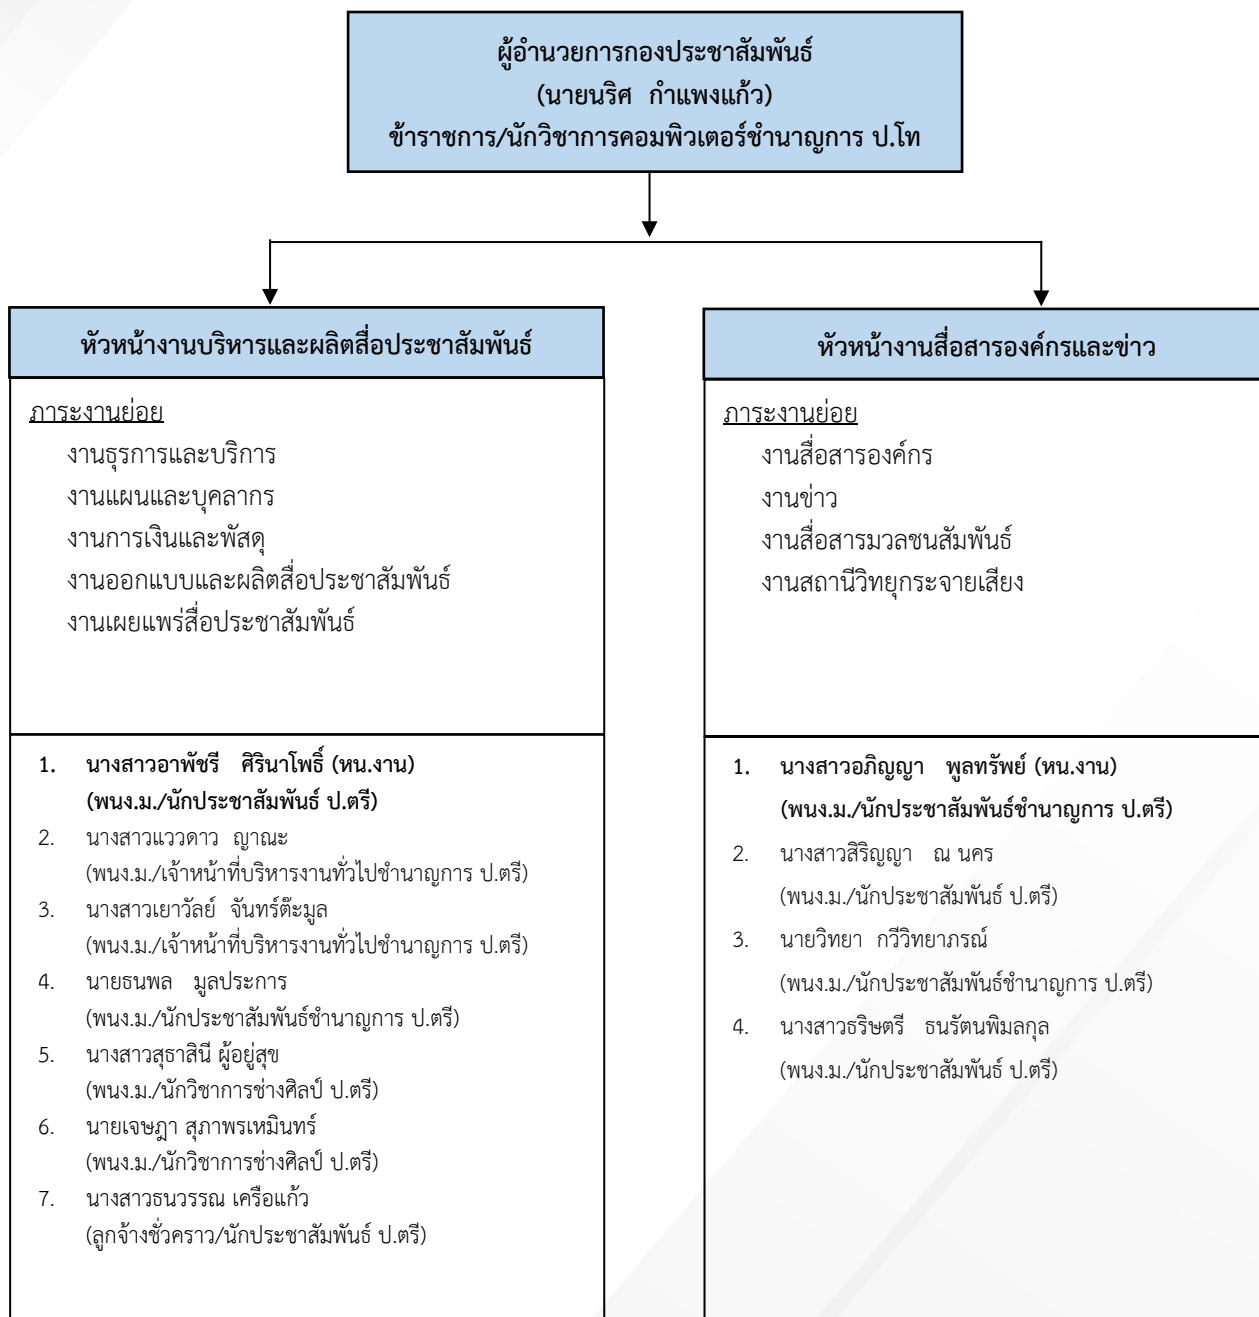 ผู้อำนวยการกองประชาสัมพันธ์
(นายนริศ กำแพงแก้ว)
ข้าราชการ/นักวิชาการคอมพิวเตอร์ชำนาญการ ป.โท
หัวหน้างานบริหารและผลิตสื่อประชาสัมพันธ์
ภาระงานย่อย
งานธุรการและบริการ
งานแผนและบุคลากร
งานการเงินและพัสดุ
งานออกแบบและผลิตสื่อประชาสัมพันธ์
งานเผยแพร่สื่อประชาสัมพันธ์
1. นางสาวอาพัชรี ศิรินาโพธิ์ (หน.งาน)
(พนง.ม./นักประชาสัมพันธ์ ป.ตรี)
2. นางสาวแววดาว ญาณะ
(พนง.ม./เจ้าหน้าที่บริหารงานทั่วไปชำนาญการ ป.ตรี)
3. นางสาวเยาวัลย์ จันทร์ต๊ะมูล
(พนง.ม./เจ้าหน้าที่บริหารงานทั่วไปชำนาญการ ป.ตรี)
4. นายธนพล มูลประการ
(พนง.ม./นักประชาสัมพันธ์ชำนาญการ ป.ตรี)
5. นางสาวสุธาสินี ผู้อยู่สุข
(พนง.ม./นักวิชาการช่างศิลป์ ป.ตรี)
6. นายเจษฎา สุภาพรเหมินทร์
(พนง.ม./นักวิชาการช่างศิลป์ ป.ตรี)
7. นางสาวธนวรรณ เครือแก้ว
(ลูกจ้างชั่วคราว/นักประชาสัมพันธ์ ป.ตรี)
หัวหน้างานสื่อสารองค์กรและข่าว
ภาระงานย่อย
งานสื่อสารองค์กร
งานข่าว
งานสื่อสารมวลชนสัมพันธ์
งานสถานีวิทยุกระจายเสียง
1. นางสาวอภิญญา พูลทรัพย์ (หน.งาน)
(พนง.ม./นักประชาสัมพันธ์ชำนาญการ ป.ตรี)
2. นางสาวสิริญญา ณ นคร
(พนง.ม./นักประชาสัมพันธ์ ป.ตรี)
3. นายวิทยา กวีวิทยาภรณ์
(พนง.ม./นักประชาสัมพันธ์ชำนาญการ ป.ตรี)
4. นางสาวธริษตรี ธนรัตนพิมลกุล
(พนง.ม./นักประชาสัมพันธ์ ป.ตรี)